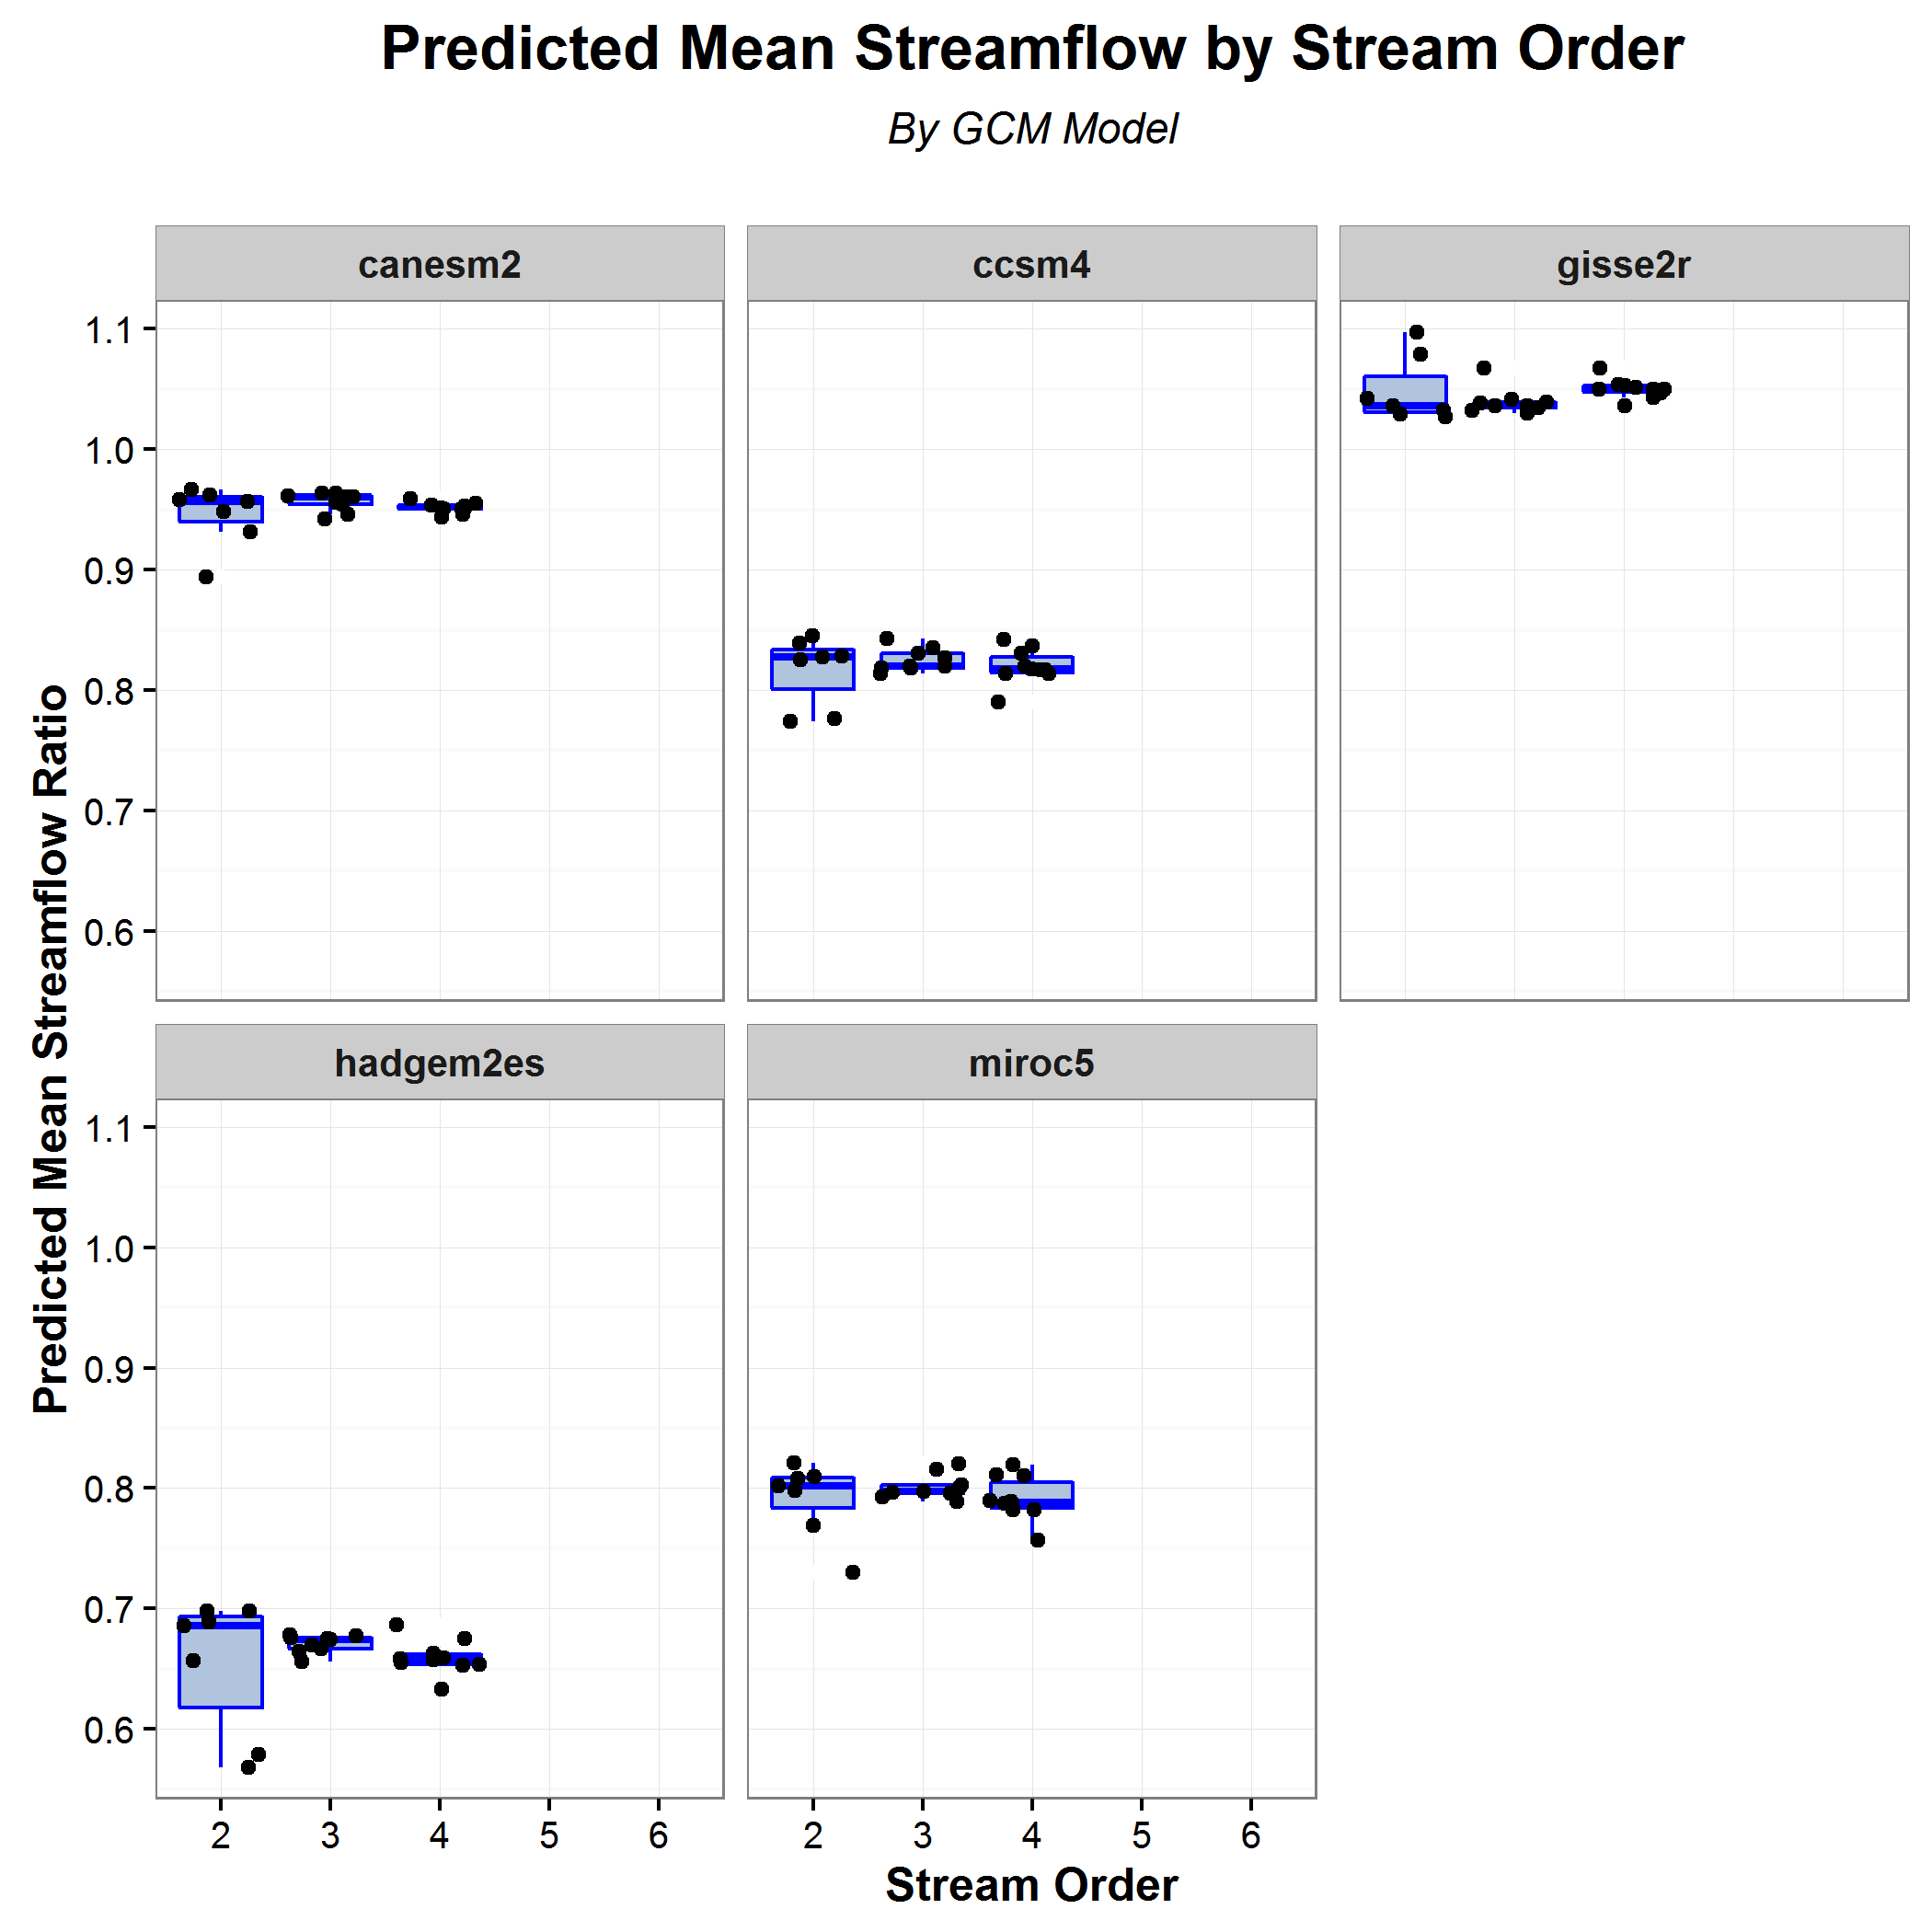 Predicted Mean Streamflow by Stream Order
By GCM Model
canesm2
ccsm4
gisse2r
1.1
1.0
0.9
0.8
0.7
0.6
Predicted Mean Streamflow Ratio
hadgem2es
miroc5
1.1
1.0
0.9
0.8
0.7
0.6
2 3 4 5 6
2 3 4 5 6
Stream Order